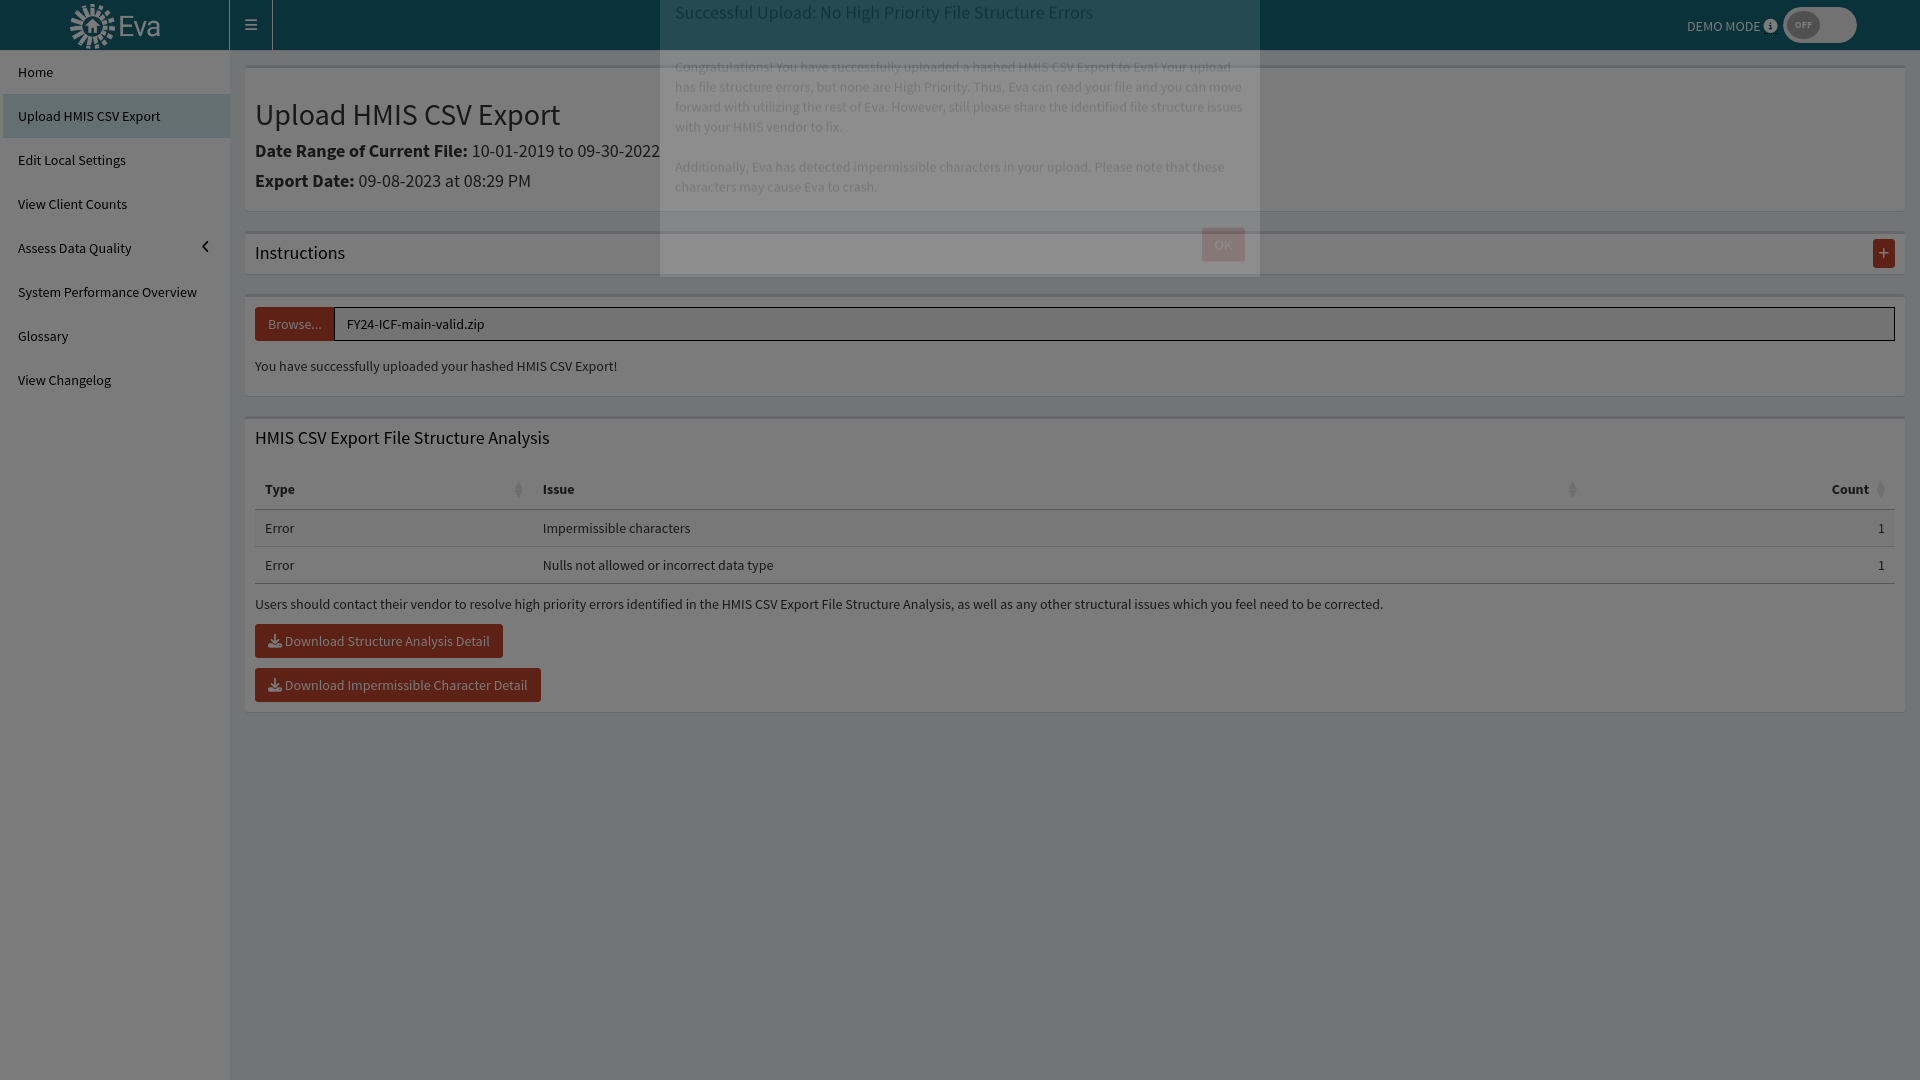 Eva
DEMO MODE
OFF
Successful Upload: No High Priority File Structure Errors
Congratulations! You have successfully uploaded a hashed HMIS CSV Export to Eva! Your upload
has file structure errors, but none are High Priority. Thus, Eva can read your file and you can move
forward with utilizing the rest of Eva. However, still please share the identified file structure issues
with your HMIS vendor to fix.
Additionally, Eva has detected impermissible characters in your upload. Please note that these
characters may cause Eva to crash.
OK
Home
Upload HMIS CSV Export
Edit Local Settings
View Client Counts
Assess Data Quality
System Performance Overview
Glossary
View Changelog
Upload HMIS CSV Export
Date Range of Current File: 10-01-2019 to 09-30-2022
Export Date: 09-08-2023 at 08:29 PM
Instructions
+
Browse... FY24-ICF-main-valid.zip
You have successfully uploaded your hashed HMIS CSV Export!
HMIS CSV Export File Structure Analysis
Type Issue Count
Error Impermissible characters 1
Error Nulls not allowed or incorrect data type 1
Users should contact their vendor to resolve high priority errors identified in the HMIS CSV Export File Structure Analysis, as well as any other structural issues which you feel need to be corrected.
Download Structure Analysis Detail
Download Impermissible Character Detail